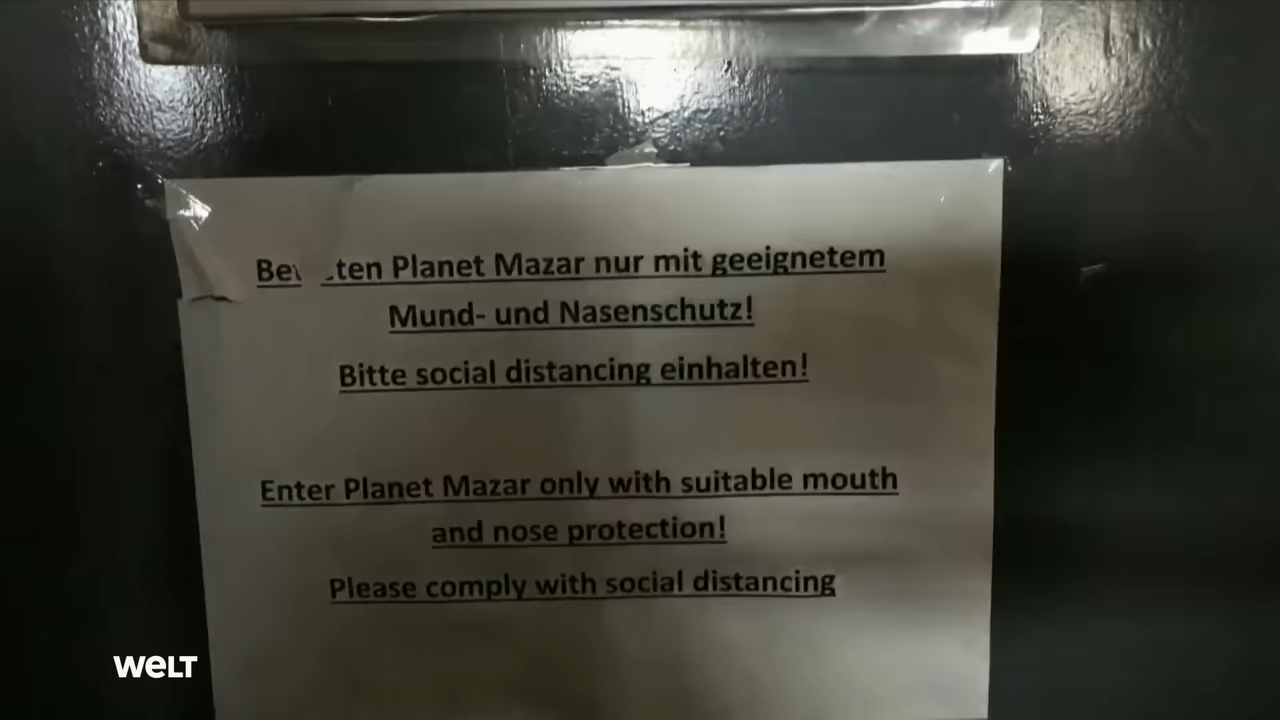 Planet Mazar nur mit geeignetem
Mund- und Nasenschutz!
Bitte social distancing einhalten!
Enter Planet Mazar only with suitable mouth
and nose protection!
Please comply with social distancing
WELT